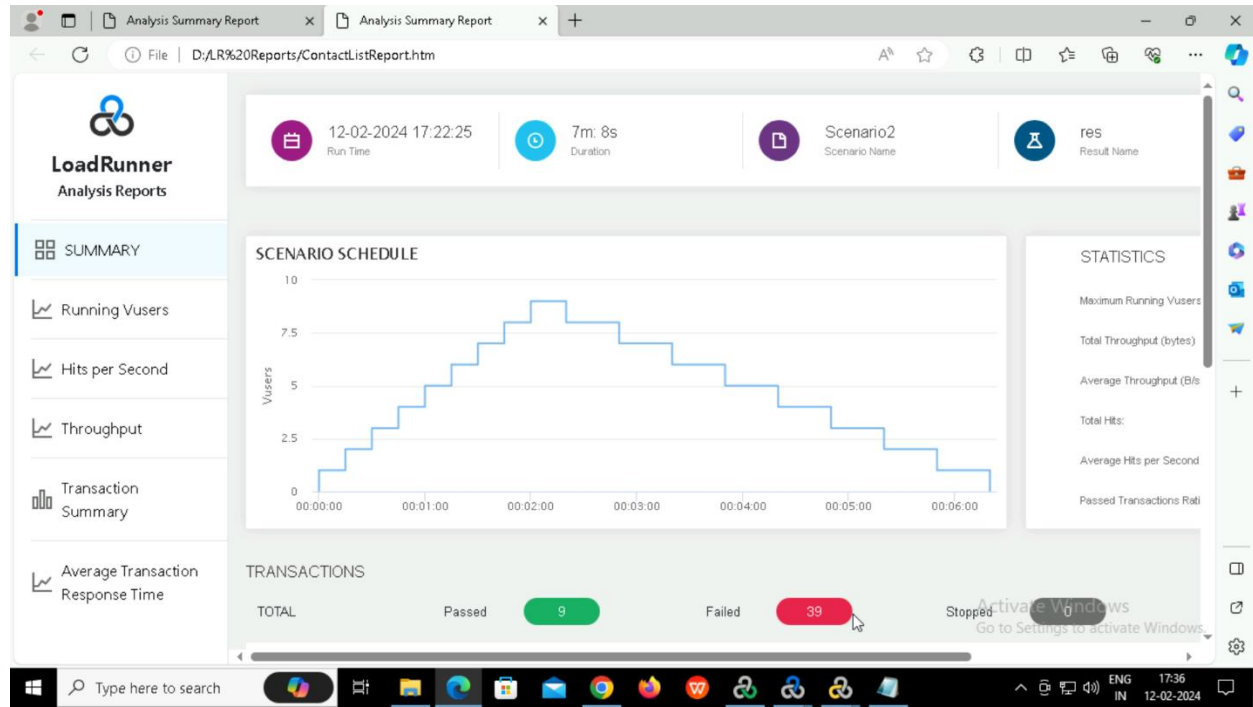 Analysis Summary Report
Analysis Summary Report
File | D:/LR%20Reports/ContactListReport.htm
LoadRunner
Analysis Reports
SUMMARY
Running Vusers
Hits per Second
Throughput
Transaction
Summary
Average Transaction
Response Time
12-02-2024 17:22:25
Run Time
7m: 8s
Duration
Scenario2
Scenario Name
res
Result Name
SCENARIO SCHEDULE
10
7.5
5
2.5
0
Vusers
00:00:00 00:01:00 00:02:00 00:03:00 00:04:00 00:05:00 00:06:00
STATISTICS
Maximum Running Vusers
Total Throughput (bytes)
Average Throughput (B/s
Total Hits:
Average Hits per Second
Passed Transactions Rati
TRANSACTIONS
TOTAL Passed 9 Failed 39 Stopped 0
Activate Windows
Go to Settings to activate Windows.
Type here to search
ENG
IN
17:36
12-02-2024